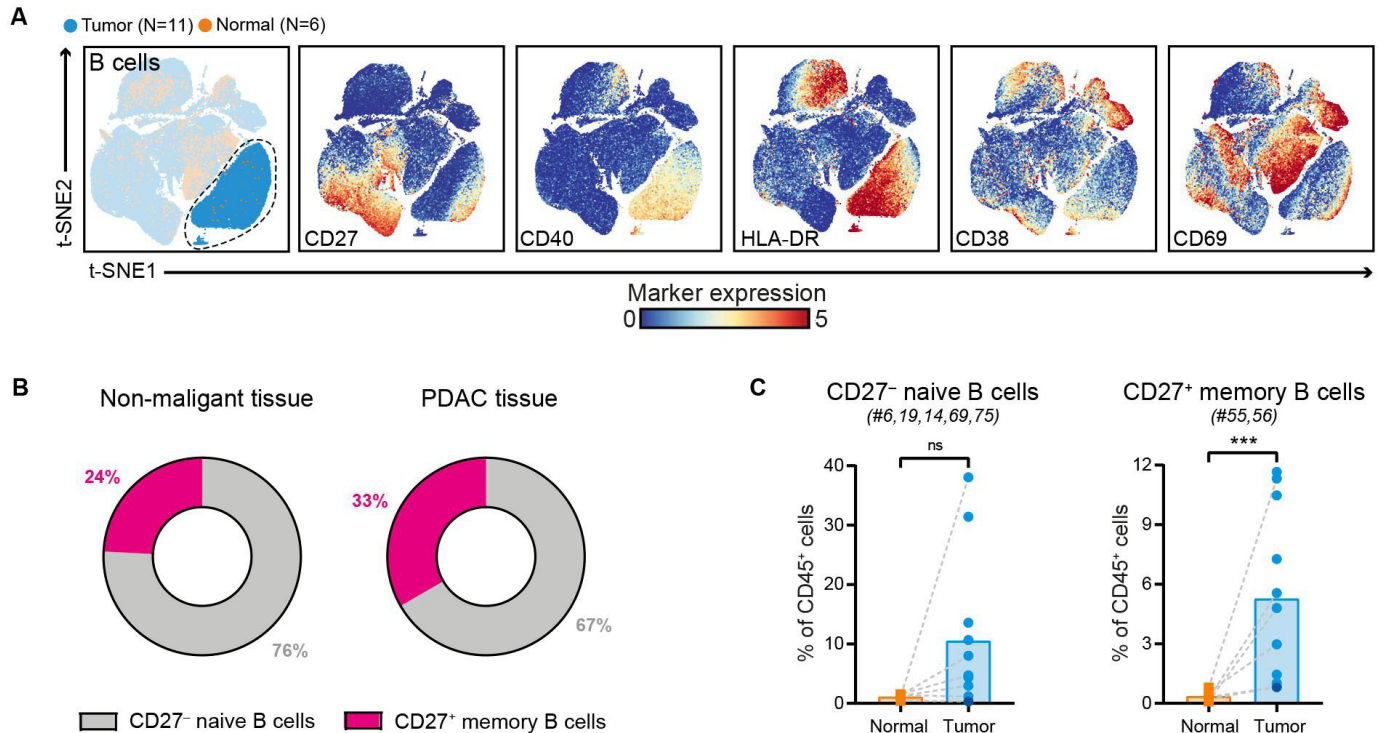 A
Tumor (N=11) Normal (N=6)
B cells
CD27
CD40
HLA-DR
CD38
CD69
t-SNE2
t-SNE1
Marker expression
0 5
B
Non-maligant tissue
PDAC tissue
24%
76%
33%
67%
CD27⁻ naive B cells
CD27⁺ memory B cells
C
CD27⁻ naive B cells
(#6,19,14,69,75)
ns
40
30
20
10
0
% of CD45⁺ cells
Normal Tumor
CD27⁺ memory B cells
(#55,56)
***
12
9
6
3
0
% of CD45⁺ cells
Normal Tumor